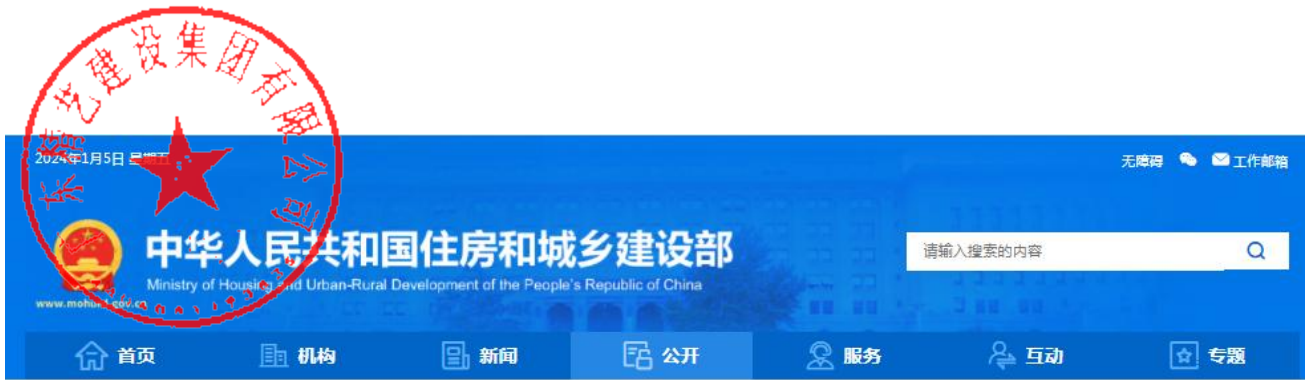 艺建设集团有限公司
2024年1月5日 星期五
无障碍 工作邮箱
中华人民共和国住房和城乡建设部
请输入搜索的内容
Ministry of Housing and Urban-Rural Development of the People's Republic of China
www.mohurd.gov.cn
首页 机构 新闻 公开 服务 互动 专题